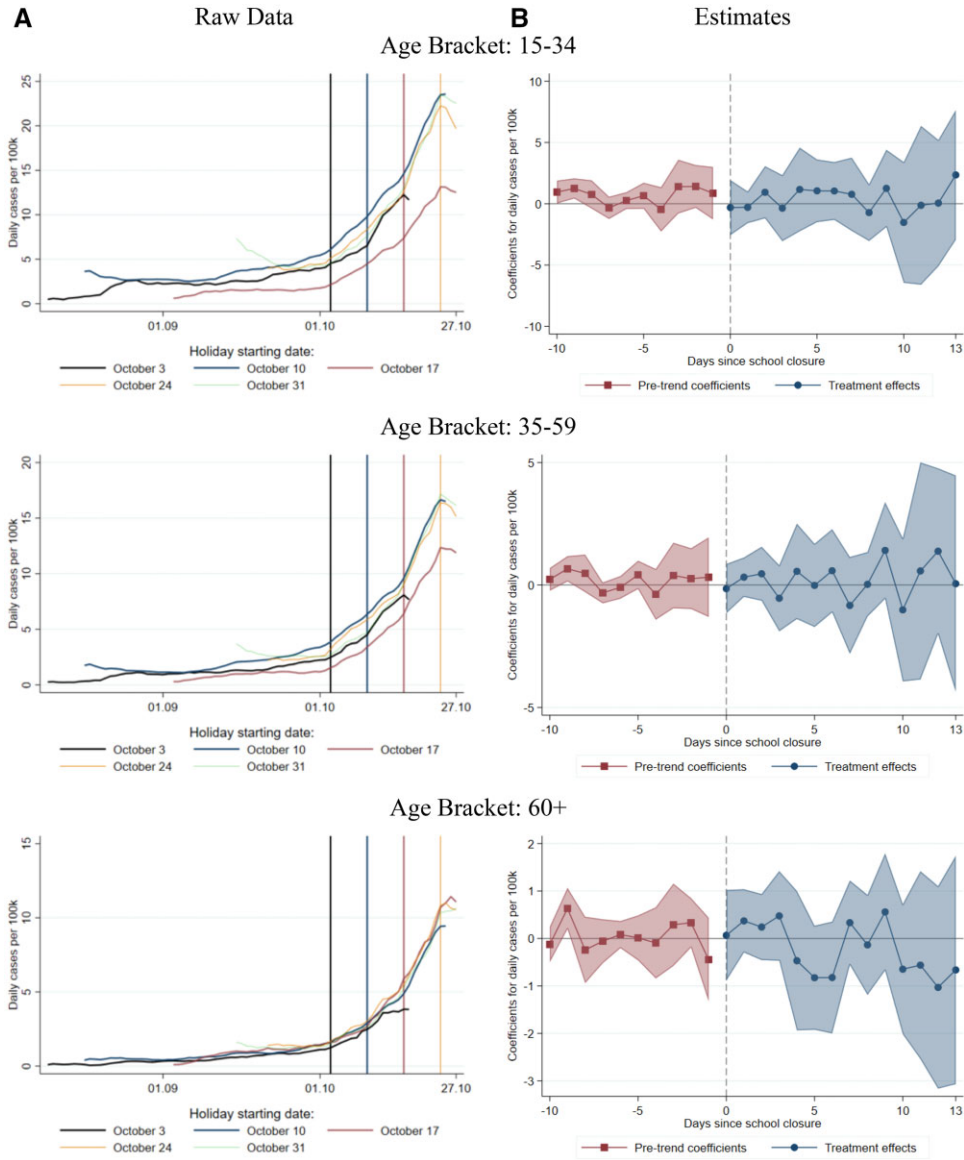 A Raw Data B Estimates
Age Bracket: 15-34
Daily cases per 100k
25
20
15
10
5
0
01.09 01.10 27.10
Holiday starting date:
October 3 October 10 October 17
October 24 October 31
Coefficients for daily cases per 100k
10
5
0
-5
-10
-10 -5 0 5 10 13
Days since school closure
Pre-trend coefficients Treatment effects
Age Bracket: 35-59
Daily cases per 100k
20
15
10
5
0
01.09 01.10 27.10
Holiday starting date:
October 3 October 10 October 17
October 24 October 31
Coefficients for daily cases per 100k
5
0
-5
-10 -5 0 5 10 13
Days since school closure
Pre-trend coefficients Treatment effects
Age Bracket: 60+
Daily cases per 100k
15
10
5
0
01.09 01.10 27.10
Holiday starting date:
October 3 October 10 October 17
October 24 October 31
Coefficients for daily cases per 100k
2
1
0
-1
-2
-3
-10 -5 0 5 10 13
Days since school closure
Pre-trend coefficients Treatment effects